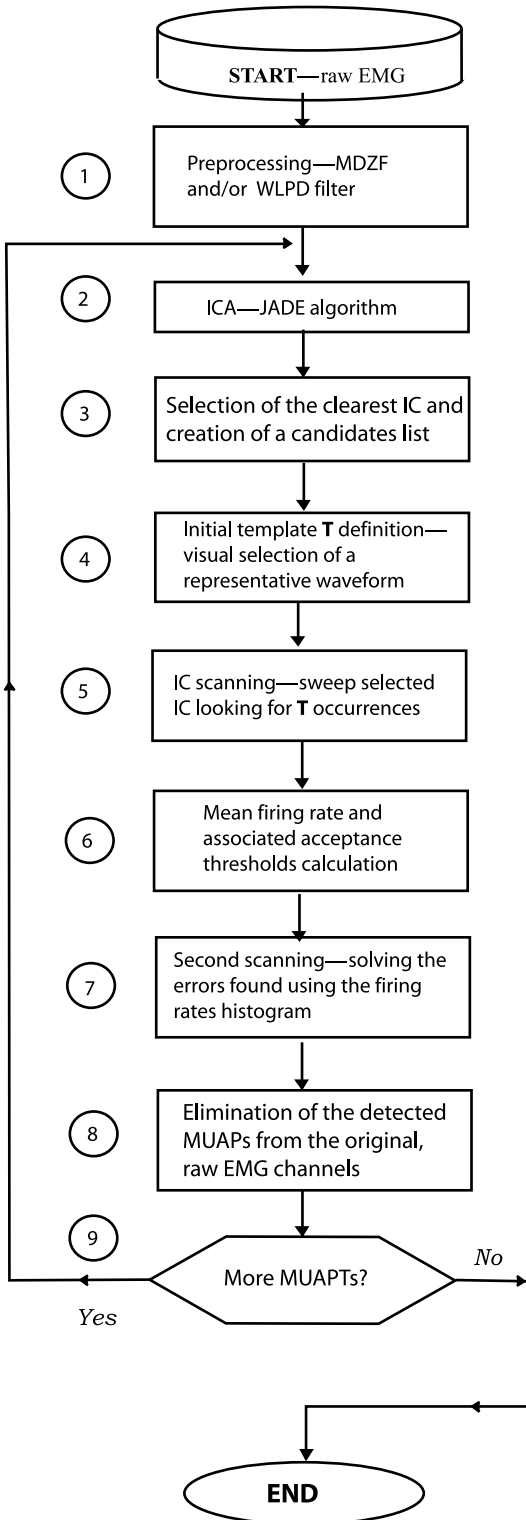 START—raw EMG
1
Preprocessing—MDZF
and/or WLPD filter
2
ICA—JADE algorithm
3
Selection of the clearest IC and
creation of a candidates list
4
Initial template T definition—
visual selection of a
representative waveform
5
IC scanning—sweep selected
IC looking for T occurrences
6
Mean firing rate and
associated acceptance
thresholds calculation
7
Second scanning—solving the
errors found using the firing
rates histogram
8
Elimination of the detected
MUAPs from the original,
raw EMG channels
9
More MUAPTs?
No
Yes
END